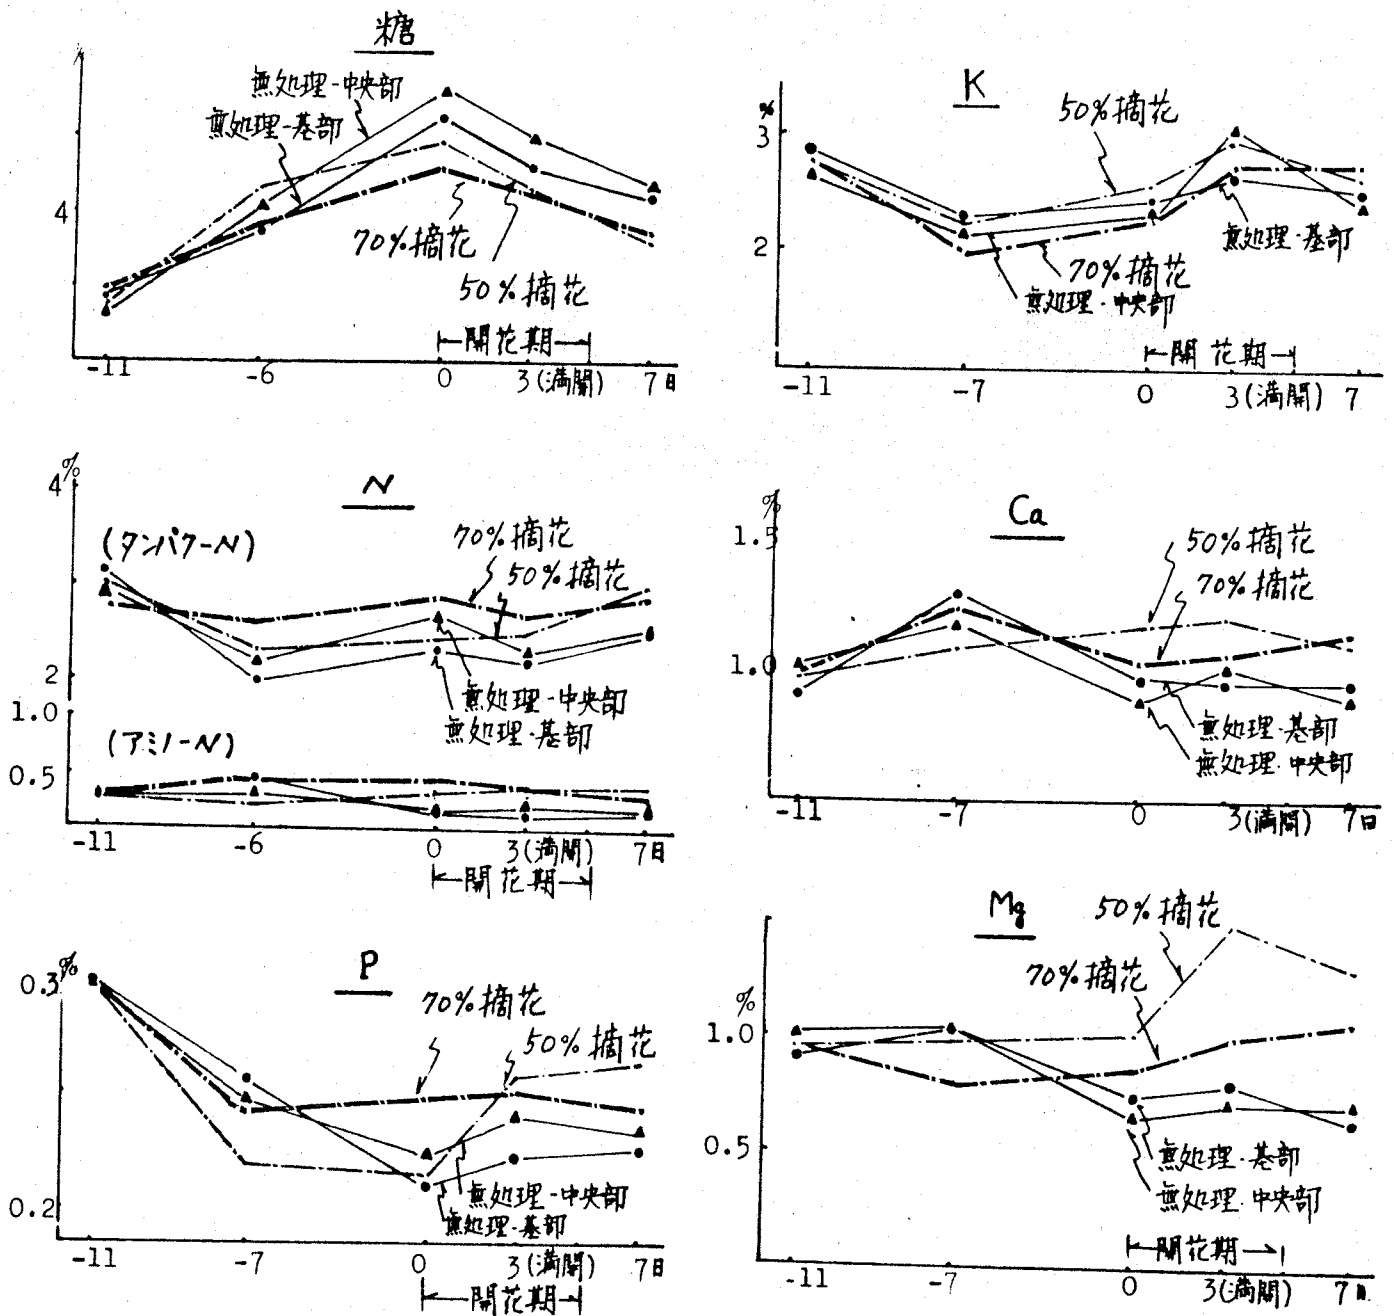 糖
無処理-中央部
無処理-基部
4
70%摘花
50%摘花
開花期
-11 -6 0 3(満開) 7日
K
%
3
2
50%摘花
無処理・基部
70%摘花
無処理・中央部
開花期
-11 -7 0 3(満開) 7
N
%
4
(タンパク-N)
70%摘花
50%摘花
2
無処理-中央部
無処理・基部
1.0
(アミノ-N)
0.5
-11 -6 0 3(満開) 7日
開花期
Ca
%
1.5
50%摘花
70%摘花
1.0
無処理・基部
無処理・中央部
-11 -7 0 3(満開) 7日
P
%
0.3
70%摘花
50%摘花
無処理-中央部
無処理・基部
0.2
-11 -7 0 3(満開) 7日
開花期
Mg
50%摘花
70%摘花
%
1.0
0.5
無処理・基部
無処理・中央部
開花期
-11 -7 0 3(満開) 7日